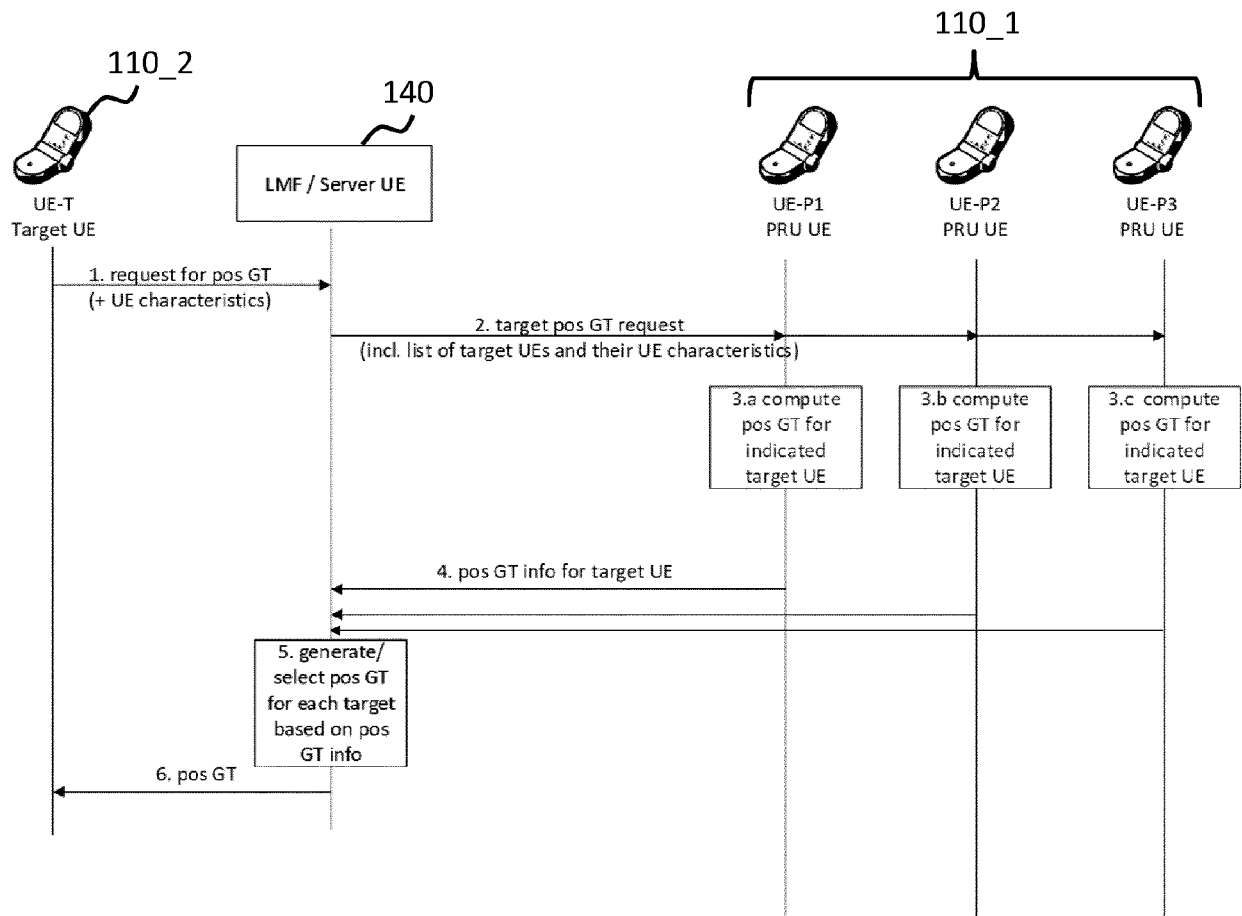 110_1
110_2
140
LMF / Server UE
UE-T
Target UE
UE-P1
PRU UE
UE-P2
PRU UE
UE-P3
PRU UE
1. request for pos GT
(+ UE characteristics)
2. target pos GT request
(incl. list of target UEs and their UE characteristics)
3.a compute
pos GT for
indicated
target UE
3.b compute
pos GT for
indicated
target UE
3.c compute
pos GT for
indicated
target UE
4. pos GT info for target UE
5. generate/
select pos GT
for each target
based on pos
GT info
6. pos GT